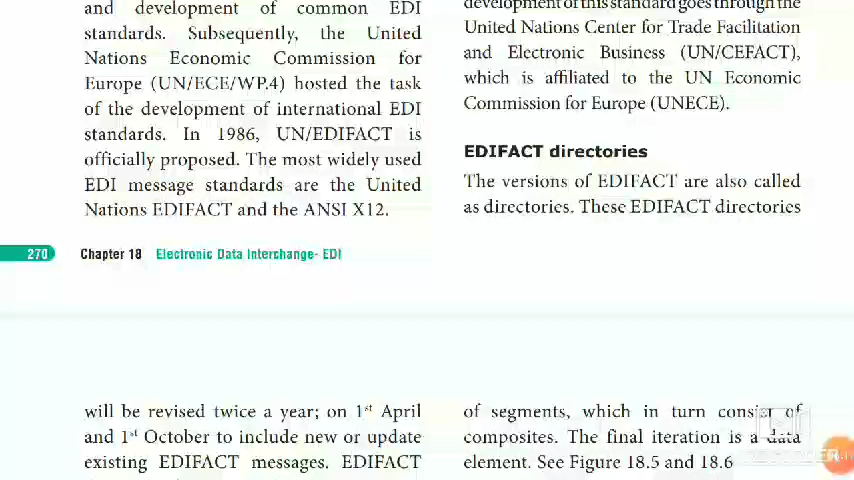 and development of common EDI
standards. Subsequently, the United
Nations Economic Commission for
Europe (UN/ECE/WP.4) hosted the task
of the development of international EDI
standards. In 1986, UN/EDIFACT is
officially proposed. The most widely used
EDI message standards are the United
Nations EDIFACT and the ANSI X12.
development of this standard goes through the
United Nations Center for Trade Facilitation
and Electronic Business (UN/CEFACT),
which is affiliated to the UN Economic
Commission for Europe (UNECE).
EDIFACT directories
The versions of EDIFACT are also called
as directories. These EDIFACT directories
270 Chapter 18 Electronic Data Interchange- EDI
will be revised twice a year; on 1st April
and 1st October to include new or update
existing EDIFACT messages. EDIFACT
of segments, which in turn consist of
composites. The final iteration is a data
element. See Figure 18.5 and 18.6